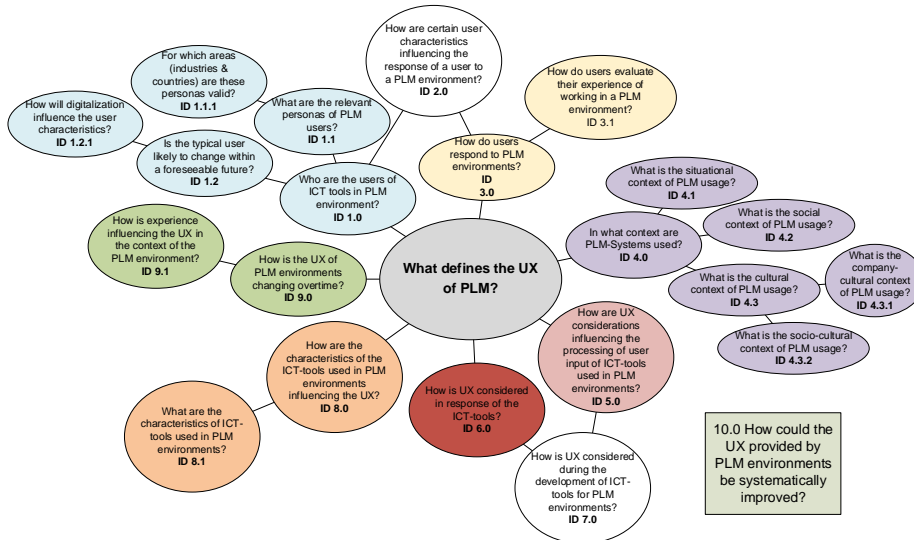 How are certain user
characteristics
influencing the
response of a user to
a PLM environment?
ID 2.0
For which areas
(industries &
countries) are these
personas valid?
ID 1.1.1
How do users evaluate
their experience of
working in a PLM
environment?
ID 3.1
How will digitalization
influence the user
characteristics?
ID 1.2.1
What are the relevant
personas of PLM
users?
ID 1.1
Is the typical user
likely to change within
a foreseeable future?
ID 1.2
How do users
respond to PLM
environments?
ID
3.0
Who are the users of
ICT tools in PLM
environment?
ID 1.0
What is the situational
context of PLM usage?
ID 4.1
What is the social
context of PLM usage?
ID 4.2
In what context are
PLM-Systems used?
ID 4.0
How is experience
influencing the UX in
the context of the
PLM environment?
ID 9.1
How is the UX of
PLM environments
changing overtime?
ID 9.0
What defines the UX
of PLM?
What is the cultural
context of PLM usage?
ID 4.3
What is the
company-
cultural context
of PLM usage?
ID 4.3.1
What is the socio-cultural
context of PLM usage?
ID 4.3.2
How are UX
considerations
influencing the
processing of user
input of ICT-tools
used in PLM
environments?
ID 5.0
How are the
characteristics of the
ICT-tools used in PLM
environments
influencing the UX?
ID 8.0
How is UX considered
in response of the
ICT-tools?
ID 6.0
What are the
characteristics of ICT-
tools used in PLM
environments?
ID 8.1
How is UX considered
during the
development of ICT-
tools for PLM
environments?
ID 7.0
10.0 How could the
UX provided by
PLM environments
be systematically
improved?